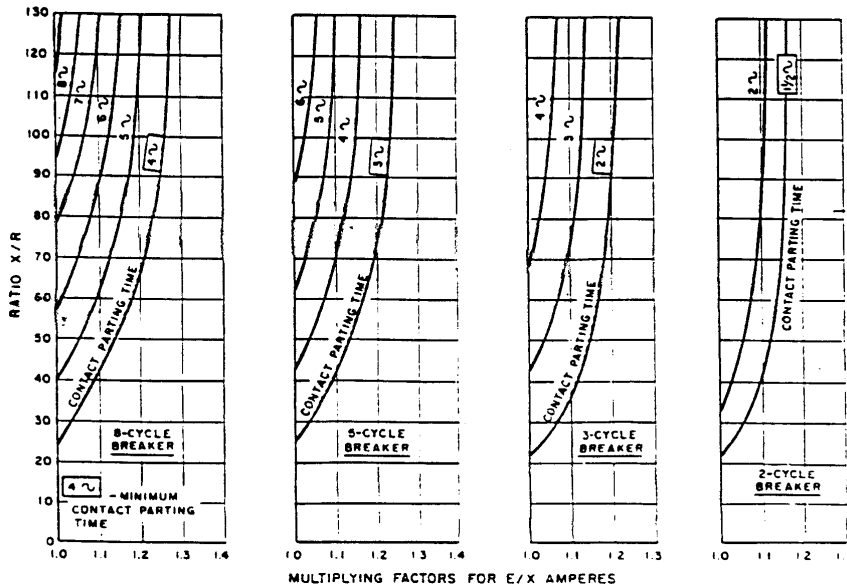 RATIO X/R
130
120
110
100
90
80
70
60
50
40
30
20
10
0
8∿
7∿
6∿
5∿
4∿
CONTACT PARTING TIME
8-CYCLE
BREAKER
4∿ -MINIMUM
CONTACT PARTING
TIME
1.0 1.1 1.2 1.3 1.4
6∿
5∿
4∿
3∿
CONTACT PARTING TIME
5-CYCLE
BREAKER
1.0 1.1 1.2 1.3 1.4
4∿
3∿
2∿
CONTACT PARTING TIME
3-CYCLE
BREAKER
1.0 1.1 1.2 1.3
2∿
1½∿
CONTACT PARTING TIME
2-CYCLE
BREAKER
1.0 1.1 1.2
MULTIPLYING FACTORS FOR E/X AMPERES